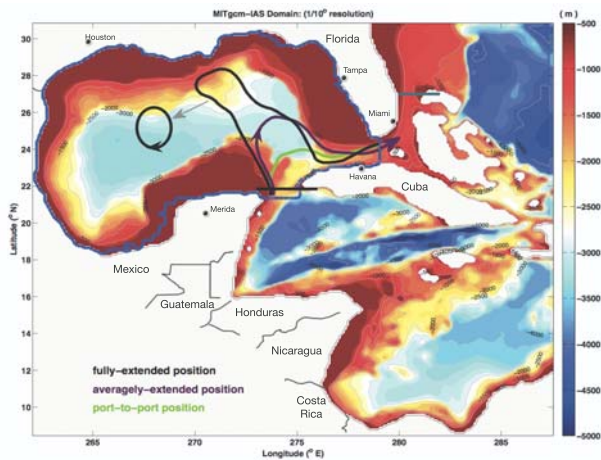 MITgcm-IAS Domain: (1/10° resolution)
( m )
Houston
Florida
Tampa
Miami
Havana
Cuba
Merida
Mexico
Guatemala
Honduras
Nicaragua
Costa
Rica
fully-extended position
averagely-extended position
port-to-port position
Latitude (° N)
30
28
26
24
22
20
18
16
14
12
10
265
270
275
280
285
Longitude (° E)
-500
-1000
-1500
-2000
-2500
-3000
-3500
-4000
-4500
-5000